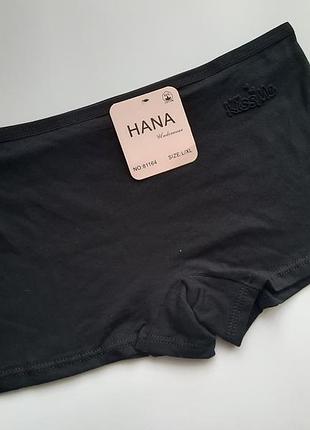 HANA
Underwear
NO:81164
SIZE:L/XL